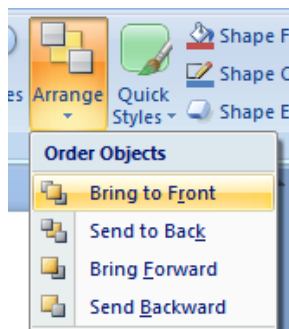 Shape F
Shape
es Arrange Quick
Styles Shape E
Order Objects
Bring to Front
Send to Back
Bring Forward
Send Backward